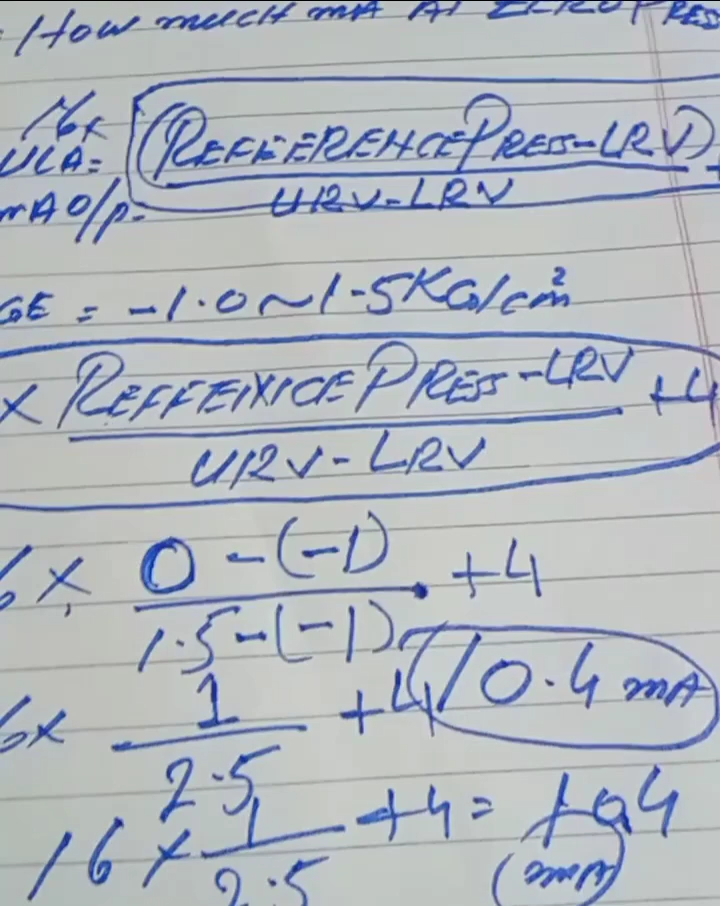 How much mA At ZERO PRESS
16x (REFFERENCE PRESS-LRV) +
ULA= URV-LRV
mA O/p-
GE = -1.0~1.5KG/cm²
x REFFERENCE PRESS-LRV +4
URV-LRV
6x 0-(-1) +4
1.5-(-1)
6x 1 +4 10.4 mA
2.5
16x 1 +4= 10.4
2.5 (mA)